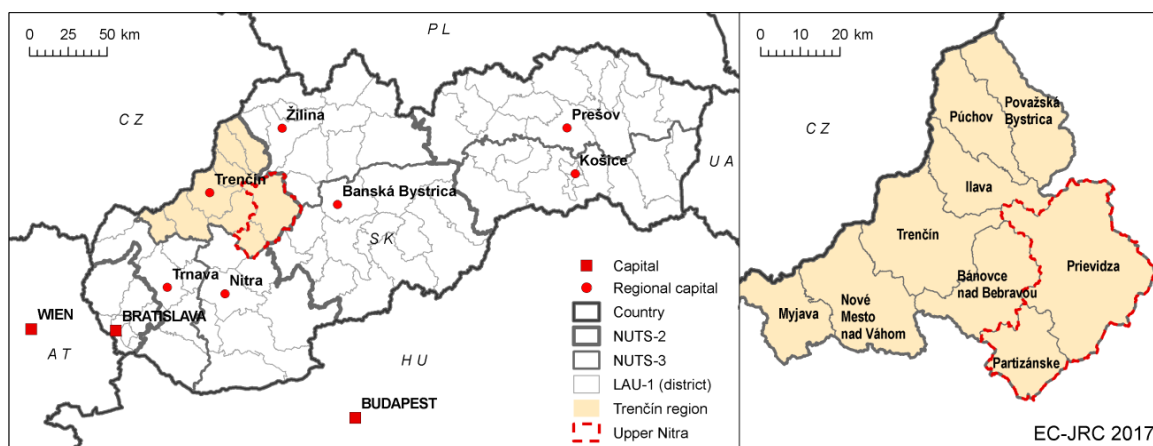 0 25 50 km
P L
C Z
Žilina
Prešov
Košice
U A
Trenčín
Banská Bystrica
S K
Trnava
Nitra
WIEN
BRATISLAVA
A T
H U
BUDAPEST
Capital
Regional capital
Country
NUTS-2
NUTS-3
LAU-1 (district)
Trenčín region
Upper Nitra
0 10 20 km
C Z
Púchov
Považská
Bystrica
Ilava
Trenčín
Prievidza
Bánovce
nad Bebravou
Myjava
Nové
Mesto
nad Váhom
Partizánske
EC-JRC 2017